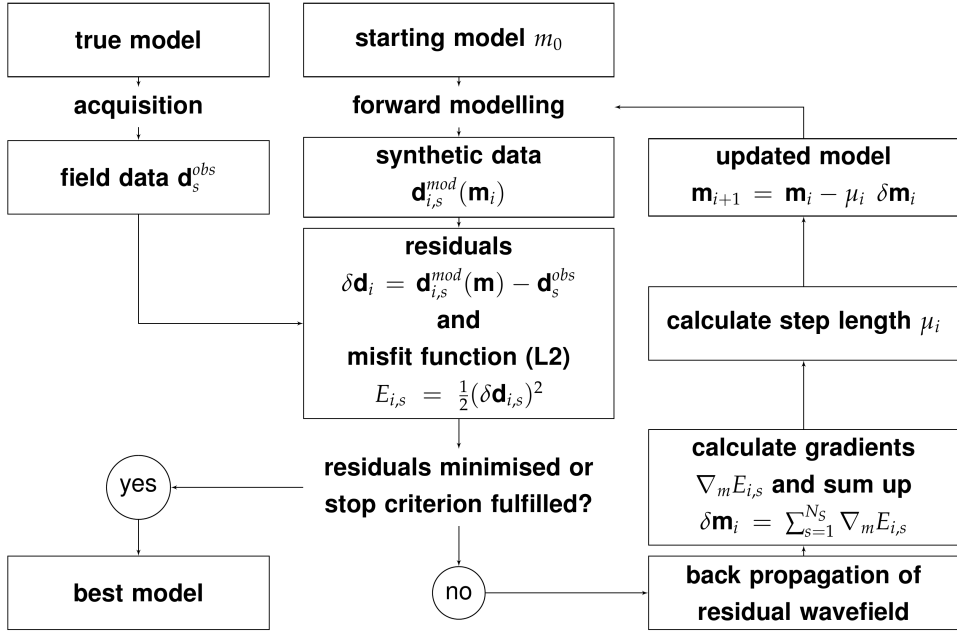 true model
acquisition
field data d_s^{obs}
starting model m_0
forward modelling
synthetic data
d_{i,s}^{mod}(m_i)
residuals
δd_i = d_{i,s}^{mod}(m) − d_s^{obs}
and
misfit function (L2)
E_{i,s} = \frac{1}{2}(δd_{i,s})^2
residuals minimised or
stop criterion fulfilled?
yes
best model
no
back propagation of
residual wavefield
calculate gradients
∇_m E_{i,s} and sum up
δm_i = ∑_{s=1}^{N_S} ∇_m E_{i,s}
calculate step length μ_i
updated model
m_{i+1} = m_i − μ_i δm_i